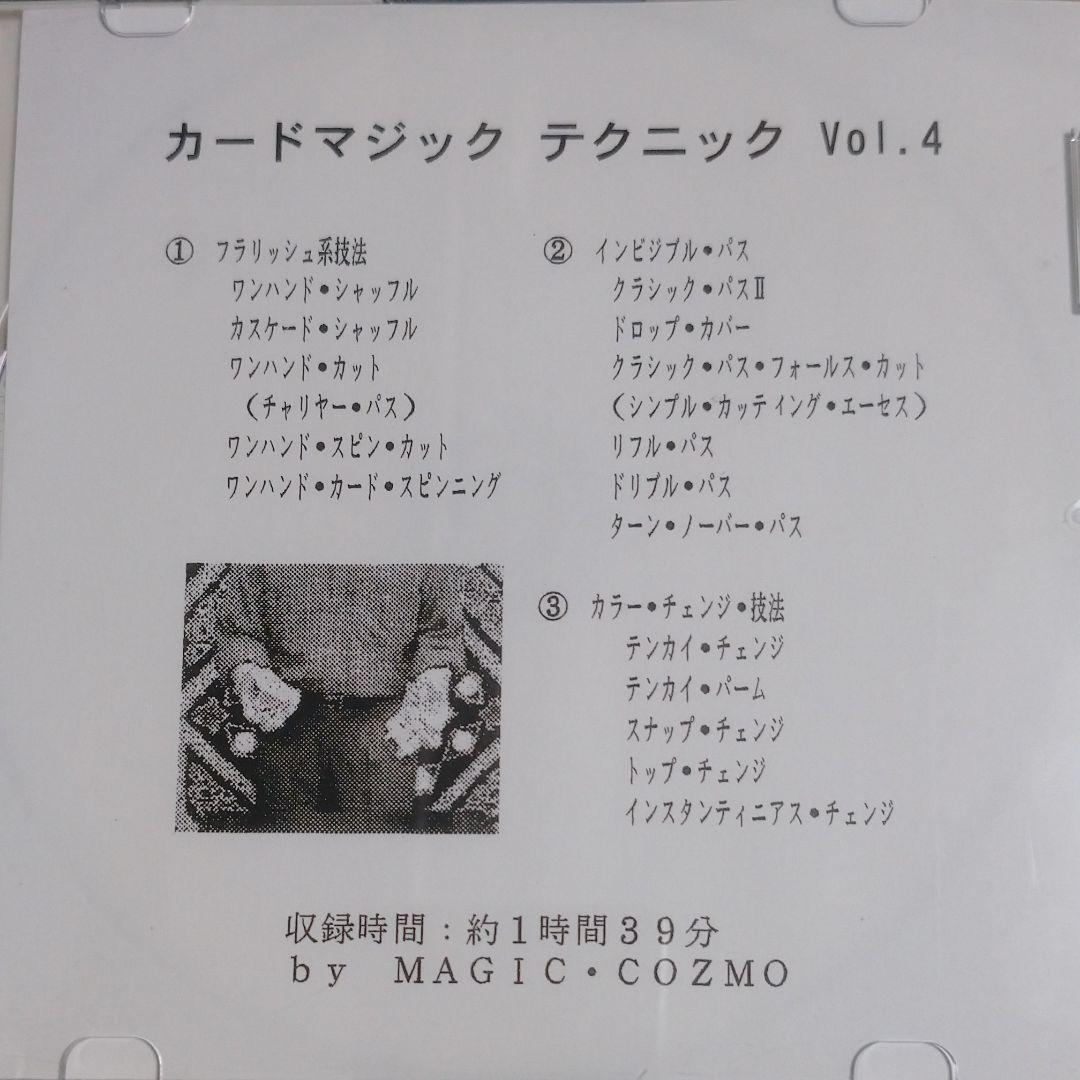 カードマジック テクニック Vol.4
① フラリッシュ系技法
ワンハンド・シャッフル
カスケード・シャッフル
ワンハンド・カット
(チャリヤー・パス)
ワンハンド・スピン・カット
ワンハンド・カード・スピンニング
② インビジブル・パス
クラシック・パスⅡ
ドロップ・カバー
クラシック・パス・フォールス・カット
(シンプル・カッティング・エーセス)
リフル・パス
ドリブル・パス
ターン・ノーバー・パス
③ カラー・チェンジ・技法
テンカイ・チェンジ
テンカイ・パーム
スナップ・チェンジ
トップ・チェンジ
インスタンティニアス・チェンジ
収録時間:約1時間39分
by MAGIC・COZMO